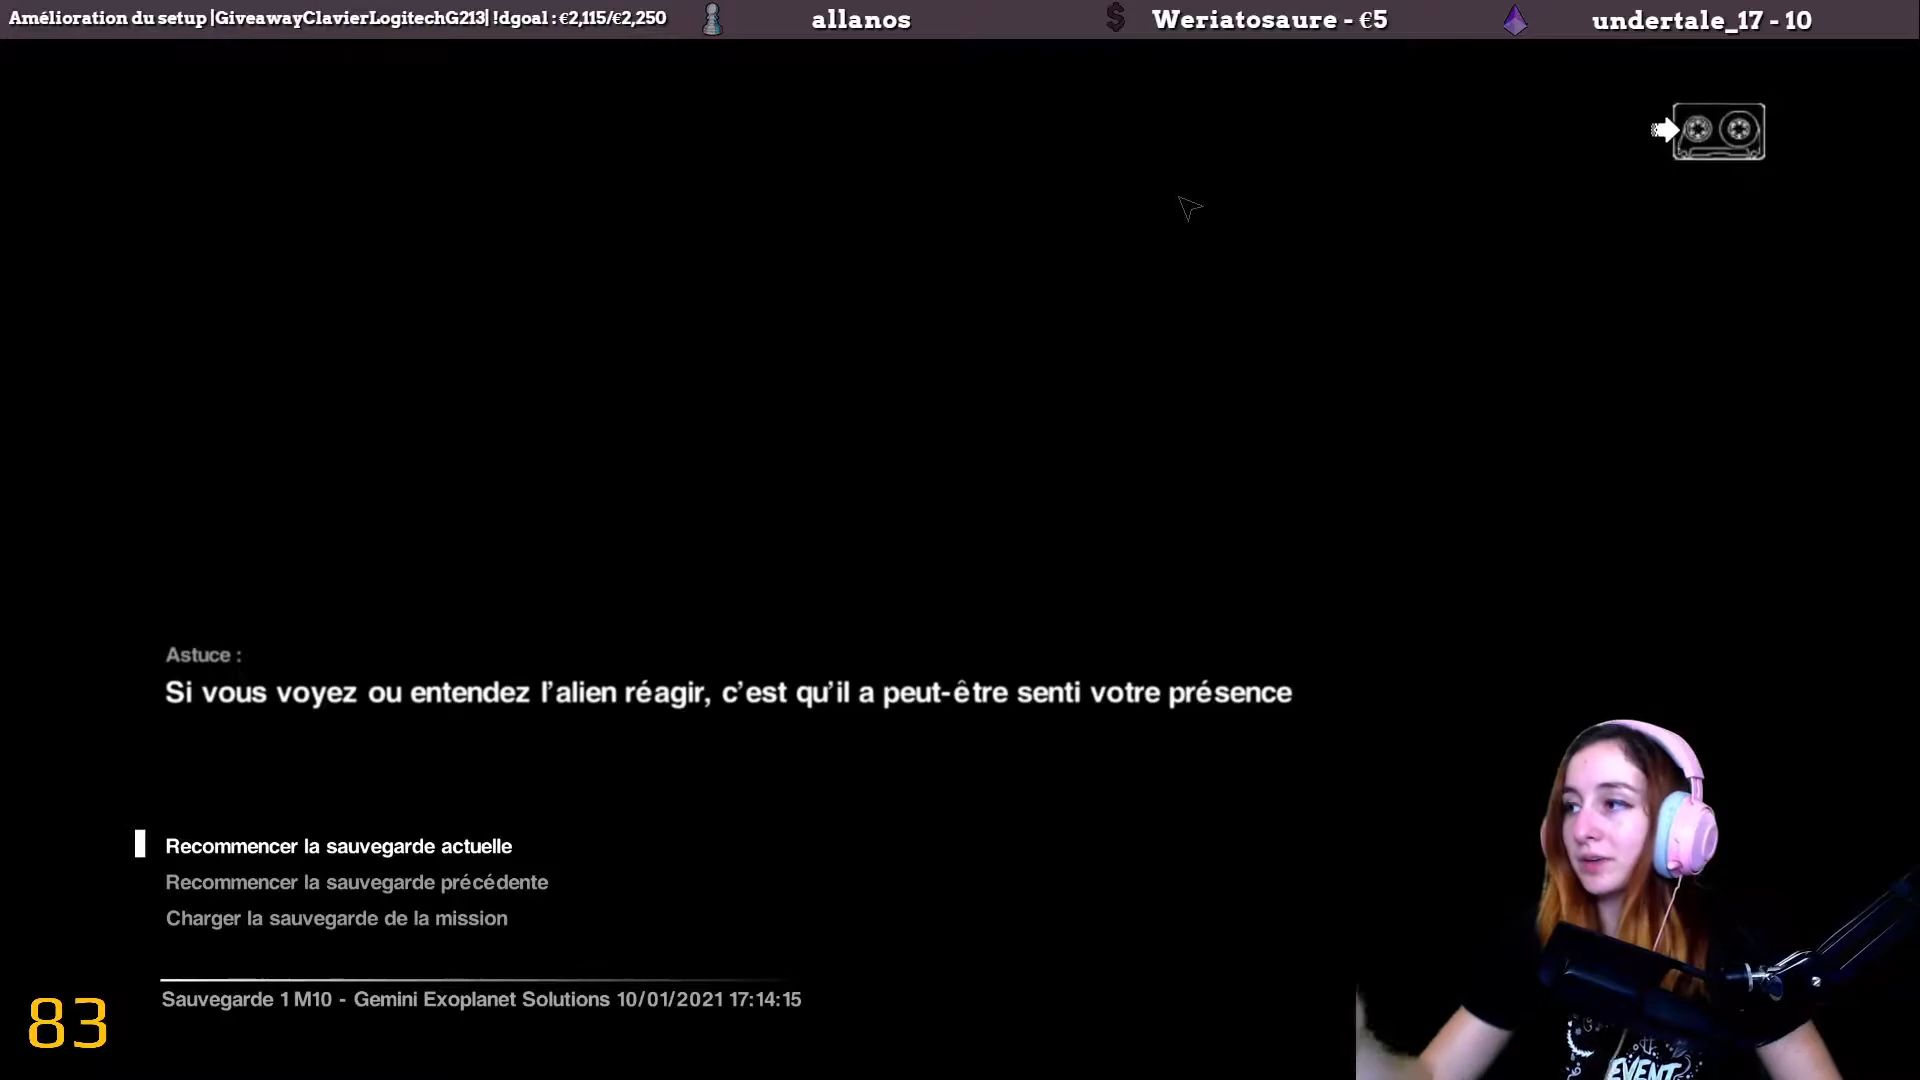 Amélioration du setup |GiveawayClavierLogitechG213| !dgoal : €2,115/€2,250
allanos
Weriatosaure - €5
undertale_17 - 10
Astuce :
Si vous voyez ou entendez l’alien réagir, c’est qu’il a peut-être senti votre présence
Recommencer la sauvegarde actuelle
Recommencer la sauvegarde précédente
Charger la sauvegarde de la mission
Sauvegarde 1 M10 - Gemini Exoplanet Solutions 10/01/2021 17:14:15
83
EVENT